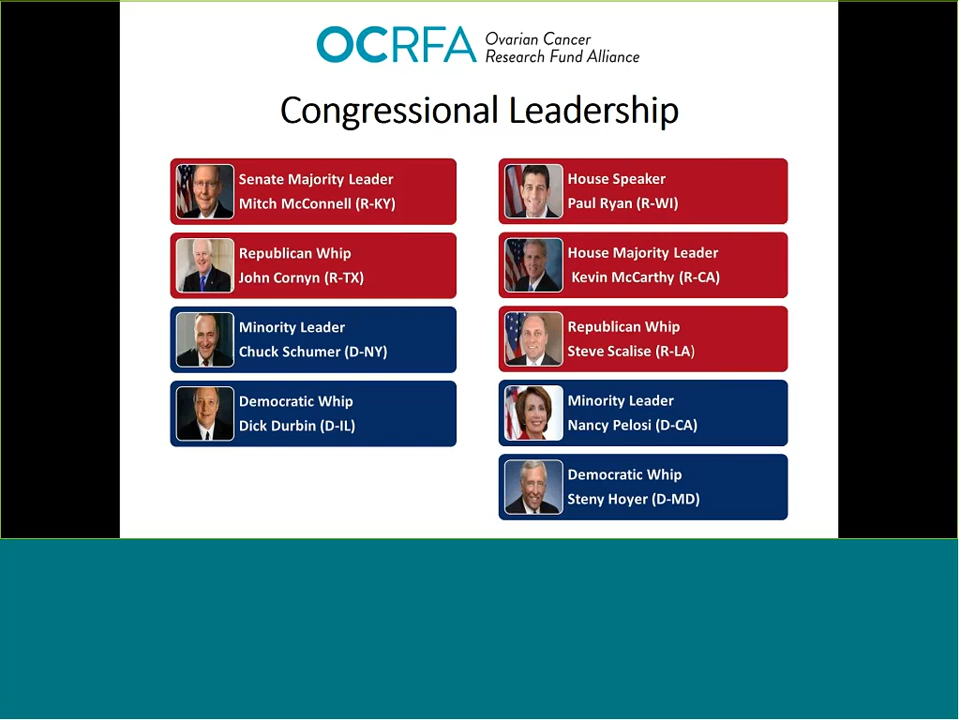 OCRFA
Ovarian Cancer
Research Fund Alliance
Congressional Leadership
Senate Majority Leader
Mitch McConnell (R-KY)
Republican Whip
John Cornyn (R-TX)
Minority Leader
Chuck Schumer (D-NY)
Democratic Whip
Dick Durbin (D-IL)
House Speaker
Paul Ryan (R-WI)
House Majority Leader
Kevin McCarthy (R-CA)
Republican Whip
Steve Scalise (R-LA)
Minority Leader
Nancy Pelosi (D-CA)
Democratic Whip
Steny Hoyer (D-MD)